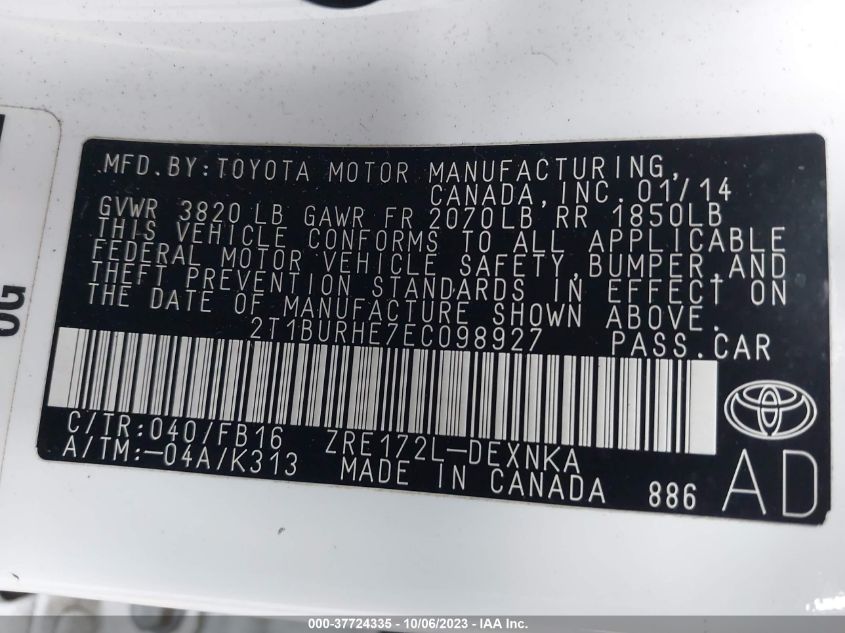 MFD. BY:TOYOTA MOTOR MANUFACTURING,
CANADA,INC. 01/14
GVWR 3820 LB GAWR FR 2070LB RR 1850LB
THIS VEHICLE CONFORMS TO ALL APPLICABLE
FEDERAL MOTOR VEHICLE SAFETY,BUMPER,AND
THEFT PREVENTION STANDARDS IN EFFECT ON
THE DATE OF MANUFACTURE SHOWN ABOVE.
2T1BURHE7EC098927 PASS.CAR
C/TR:040/FB16 ZRE172L-DEXNKA
A/TM:-04A/K313 MADE IN CANADA 886 AD
OG
000-37724335 - 10/06/2023 - IAA Inc.